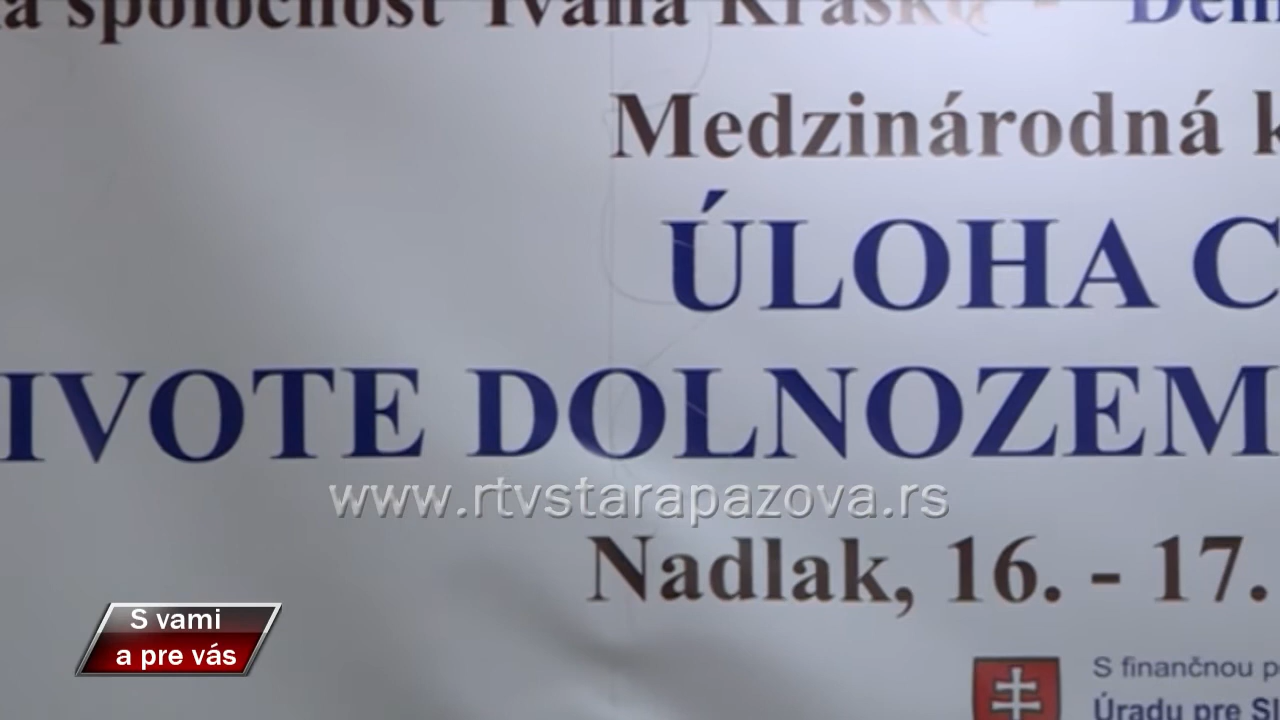 spoločnosť Ivana Krasku -
Medzinárodná k
ÚLOHA C
IVOTE DOLNOZEM
www.rtvstarapazova.rs
Nadlak, 16. - 17.
S vami
a pre vás
S finančnou p
Úradu pre Sl